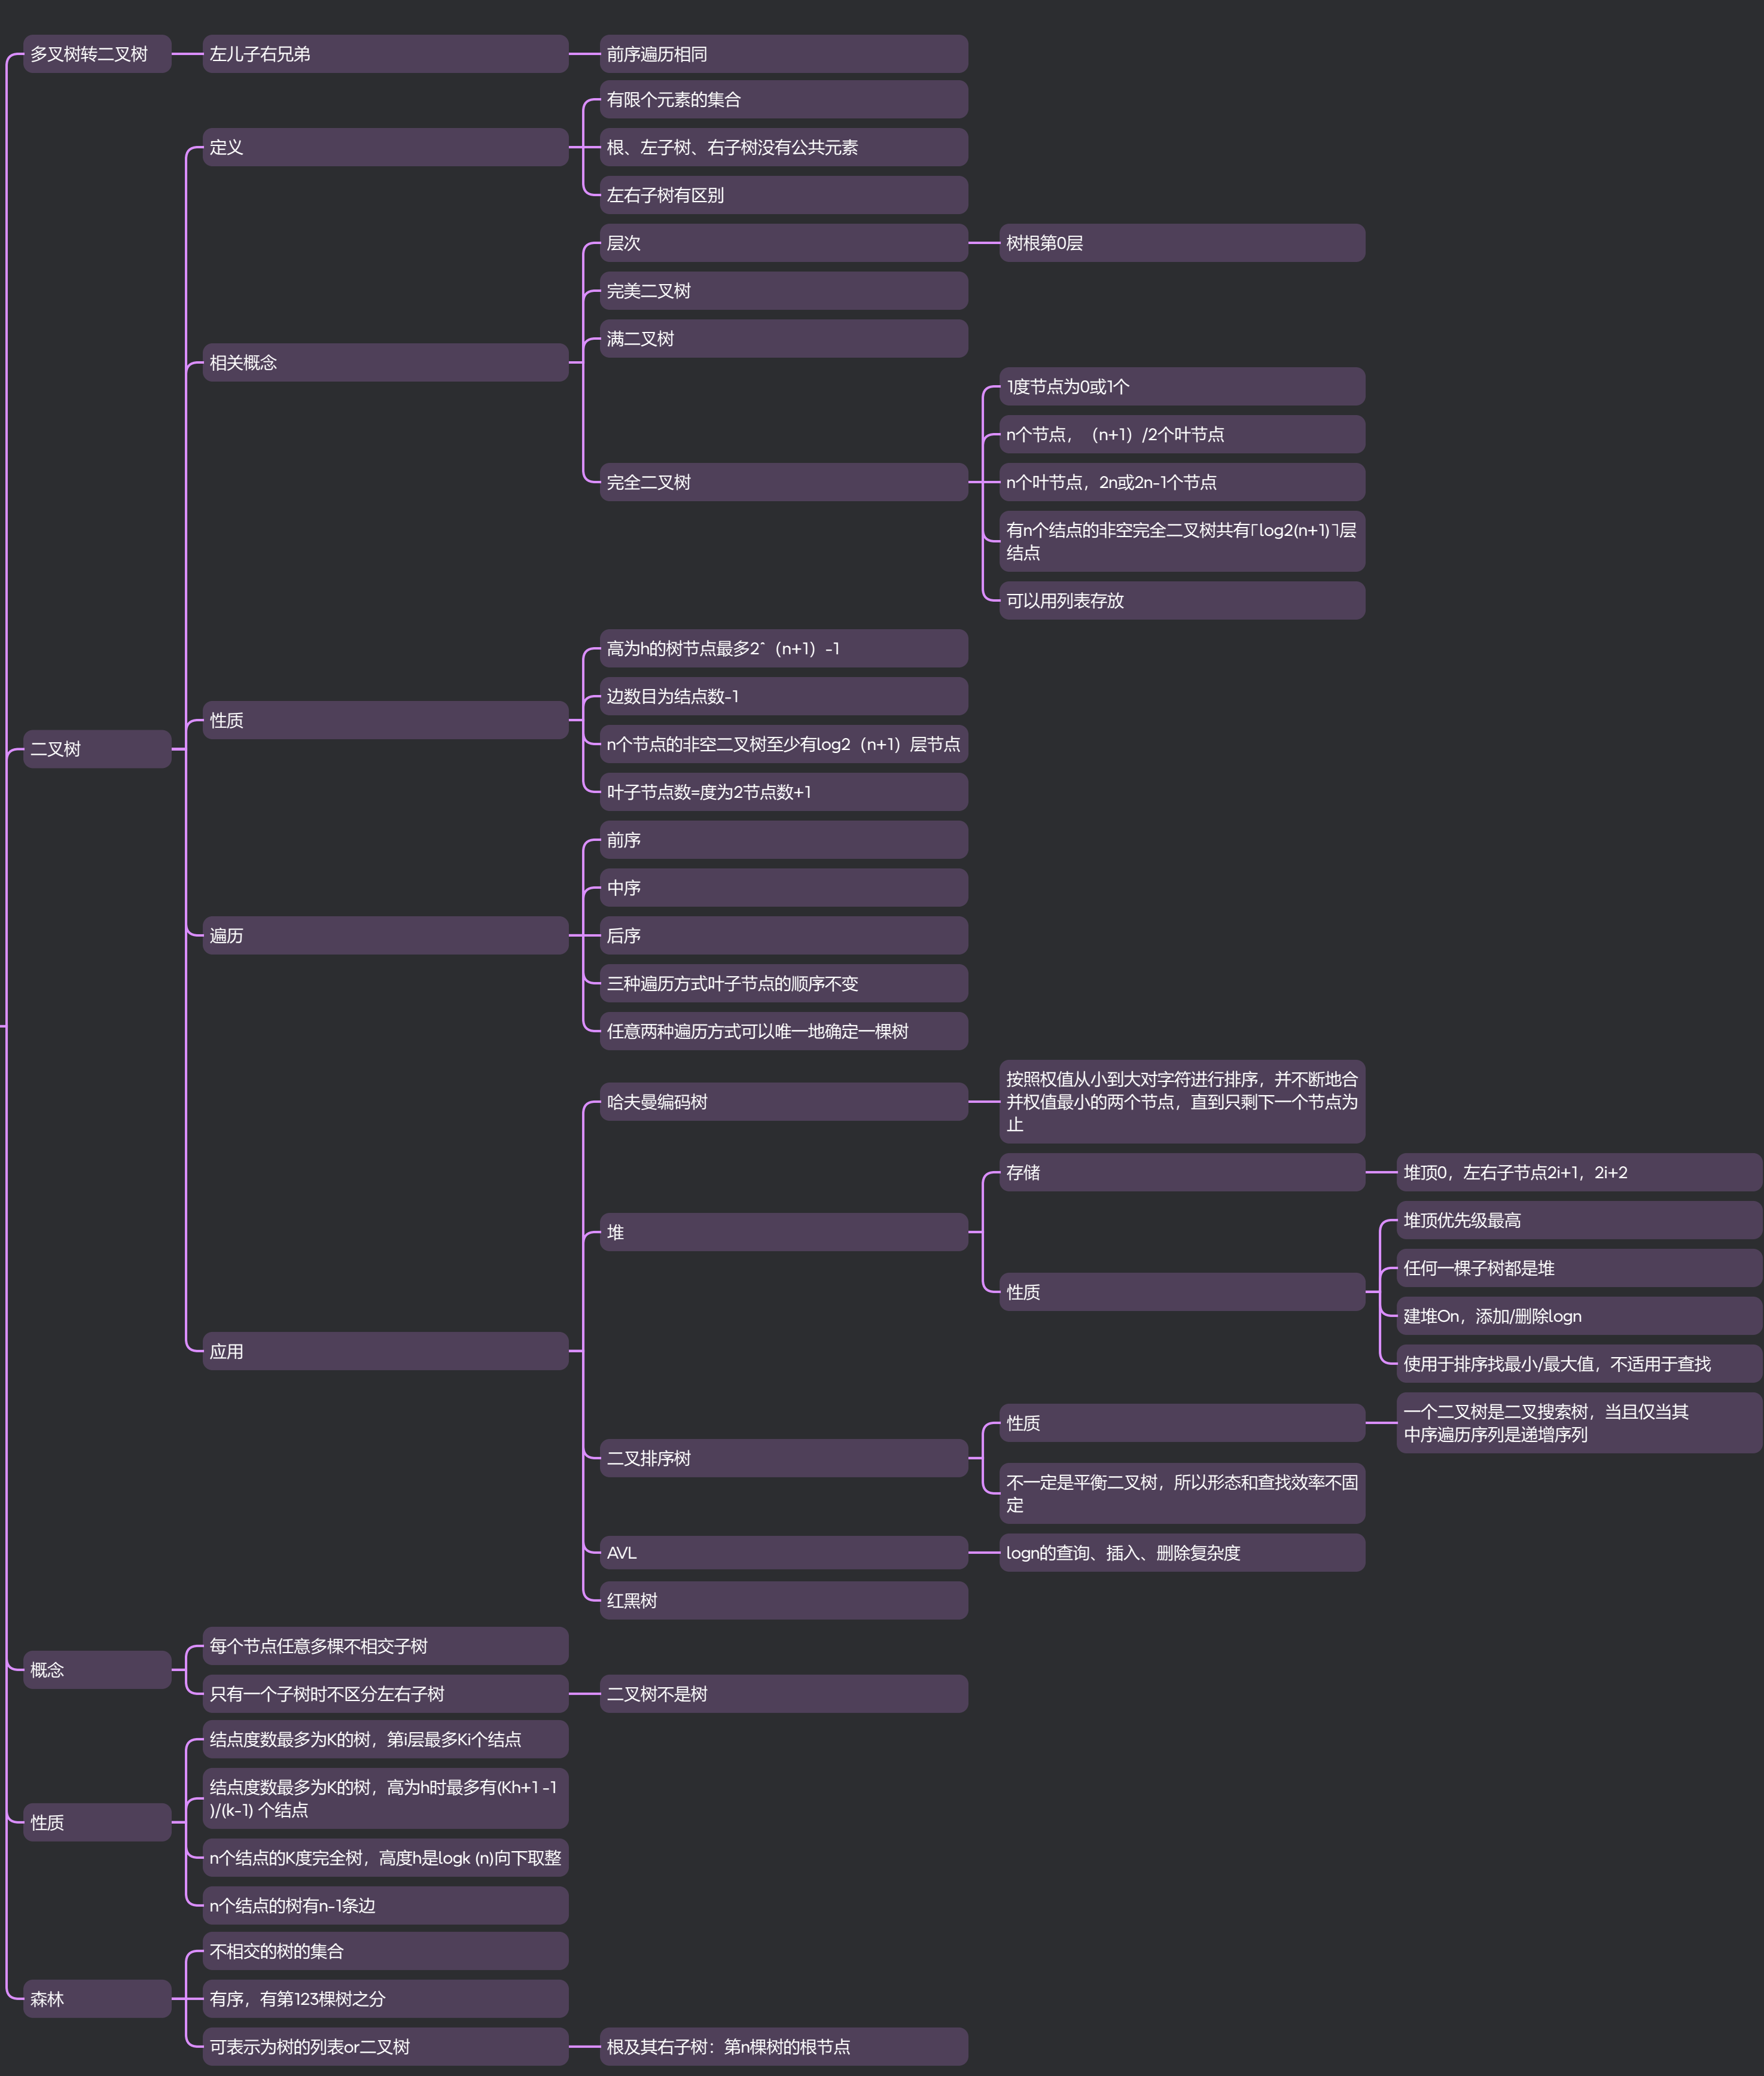 多叉树转二叉树
左儿子右兄弟
前序遍历相同
二叉树
定义
有限个元素的集合
根、左子树、右子树没有公共元素
左右子树有区别
相关概念
层次
树根第0层
完美二叉树
满二叉树
完全二叉树
1度节点为0或1个
n个节点，（n+1）/2个叶节点
n个叶节点，2n或2n-1个节点
有n个结点的非空完全二叉树共有⌈log2(n+1)⌉层
结点
可以用列表存放
性质
高为h的树节点最多2^（n+1）-1
边数目为结点数-1
n个节点的非空二叉树至少有log2（n+1）层节点
叶子节点数=度为2节点数+1
遍历
前序
中序
后序
三种遍历方式叶子节点的顺序不变
任意两种遍历方式可以唯一地确定一棵树
应用
哈夫曼编码树
按照权值从小到大对字符进行排序，并不断地合
并权值最小的两个节点，直到只剩下一个节点为
止
堆
存储
堆顶0，左右子节点2i+1，2i+2
性质
堆顶优先级最高
任何一棵子树都是堆
建堆On，添加/删除logn
使用于排序找最小/最大值，不适用于查找
二叉排序树
性质
一个二叉树是二叉搜索树，当且仅当其
中序遍历序列是递增序列
不一定是平衡二叉树，所以形态和查找效率不固
定
AVL
logn的查询、插入、删除复杂度
红黑树
概念
每个节点任意多棵不相交子树
只有一个子树时不区分左右子树
二叉树不是树
性质
结点度数最多为K的树，第i层最多Ki个结点
结点度数最多为K的树，高为h时最多有(Kh+1 -1
)/(k-1) 个结点
n个结点的K度完全树，高度h是logk (n)向下取整
n个结点的树有n-1条边
森林
不相交的树的集合
有序，有第123棵树之分
可表示为树的列表or二叉树
根及其右子树：第n棵树的根节点